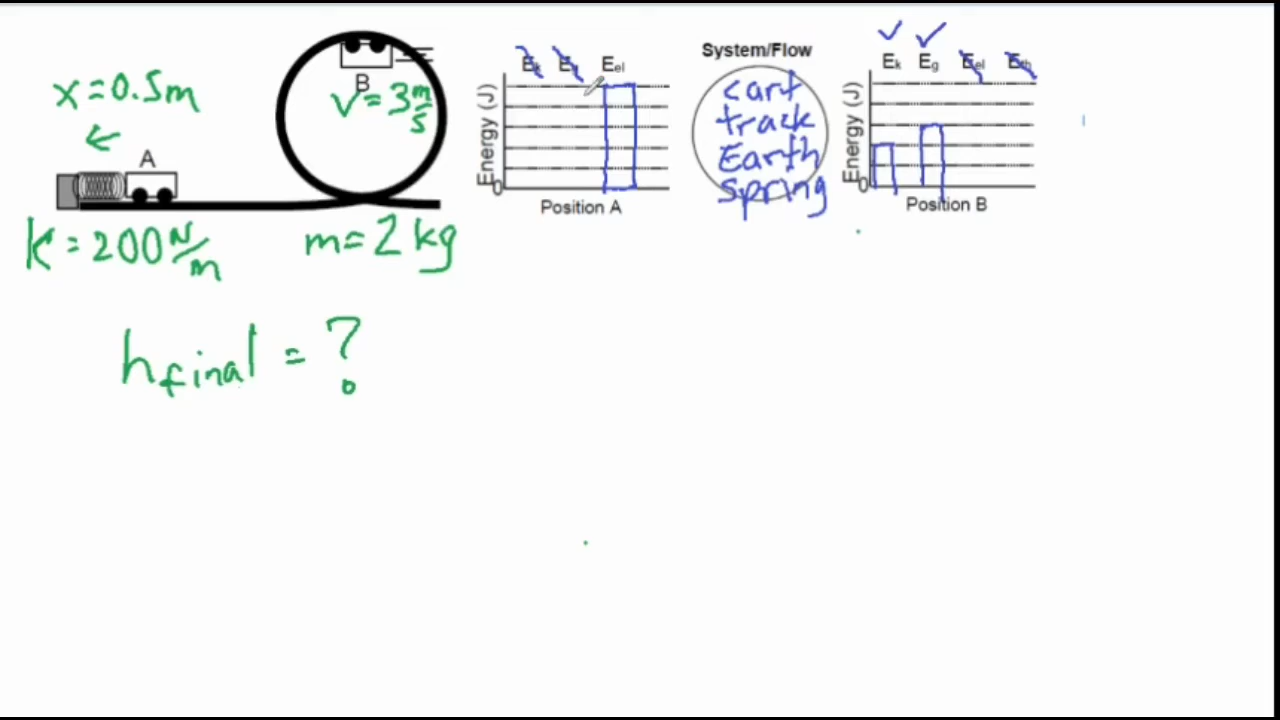 x = 0.5m
←
A
K = 200 N/m
B
v = 3 m/s
m = 2 kg
h final = ?
Ek Eg Eel
Energy (J)
0
Position A
System/Flow
cart
track
Earth
spring
✓ ✓
Ek Eg Eel Eth
Energy (J)
0
Position B